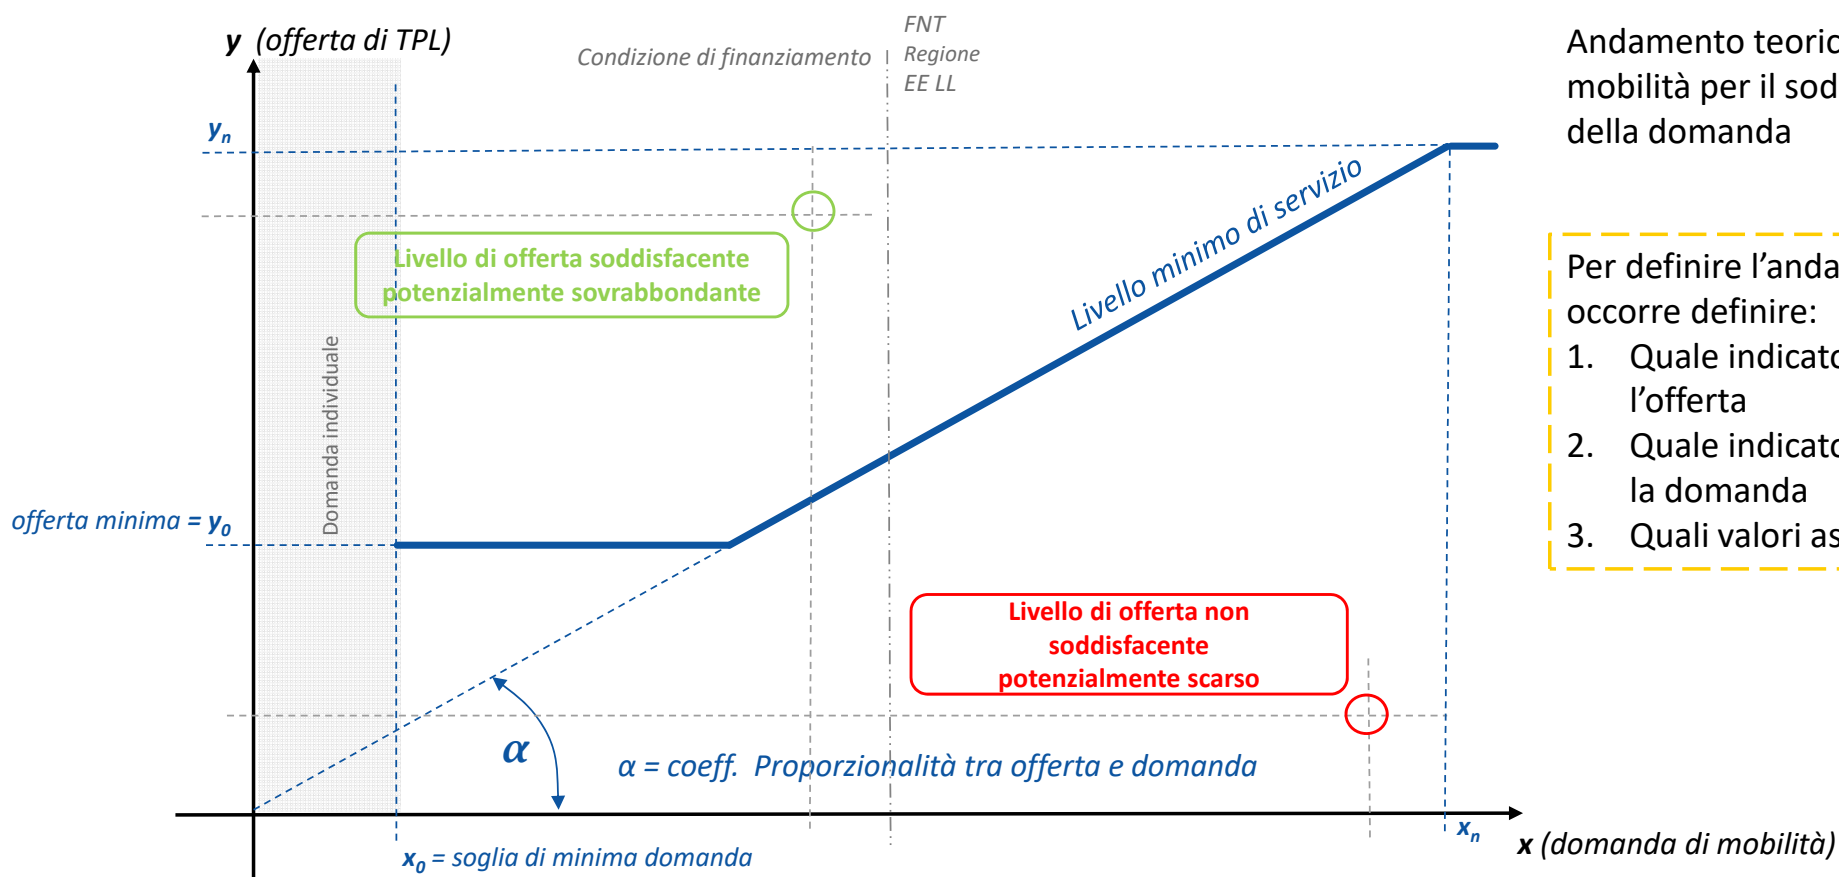 y (offerta di TPL)
Condizione di finanziamento
FNT
Regione
EE LL
Andamento teoric
mobilità per il sod
della domanda
yn
Livello di offerta soddisfacente
potenzialmente sovrabbondante
Livello minimo di servizio
Per definire l'anda
occorre definire:
1. Quale indicato
l'offerta
2. Quale indicato
la domanda
3. Quali valori as
Domanda individuale
offerta minima = y0
Livello di offerta non
soddisfacente
potenzialmente scarso
α
α = coeff. Proporzionalità tra offerta e domanda
x0 = soglia di minima domanda
xn
x (domanda di mobilità)